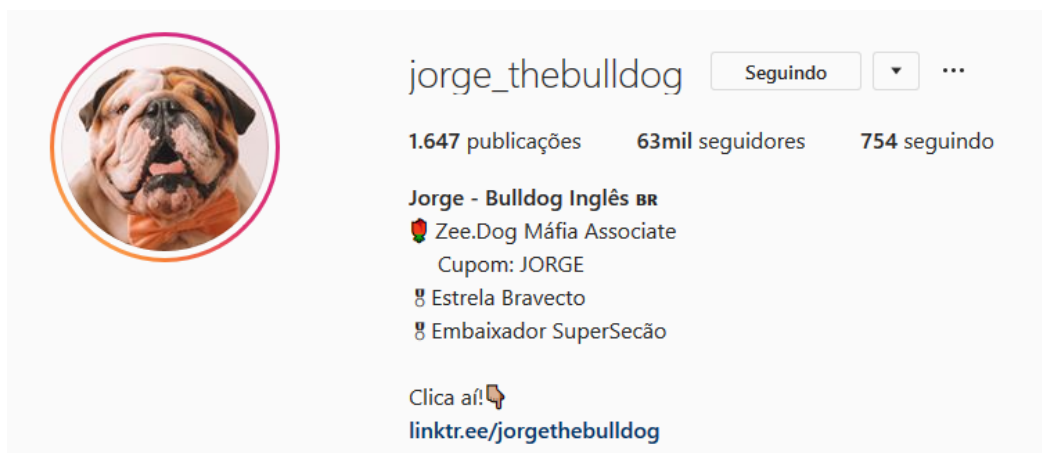 jorge_thebulldog Seguindo ▼ ...
1.647 publicações 63mil seguidores 754 seguindo
Jorge - Bulldog Inglês BR
🌹 Zee.Dog Máfia Associate
Cupom: JORGE
🎖 Estrela Bravecto
🎖 Embaixador SuperSecão
Clica aí!👇🏽
linktr.ee/jorgethebulldog